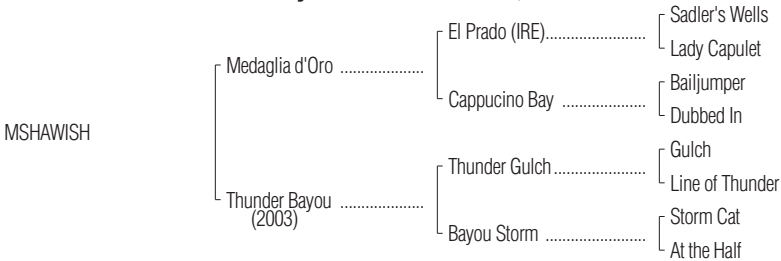 Sadler's Wells
El Prado (IRE)........................
Lady Capulet
Medaglia d'Oro ....................
Bailjumper
Cappucino Bay ....................
Dubbed In
MSHAWISH
Gulch
Thunder Gulch......................
Line of Thunder
Thunder Bayou ....................
(2003)
Storm Cat
Bayou Storm ........................
At the Half